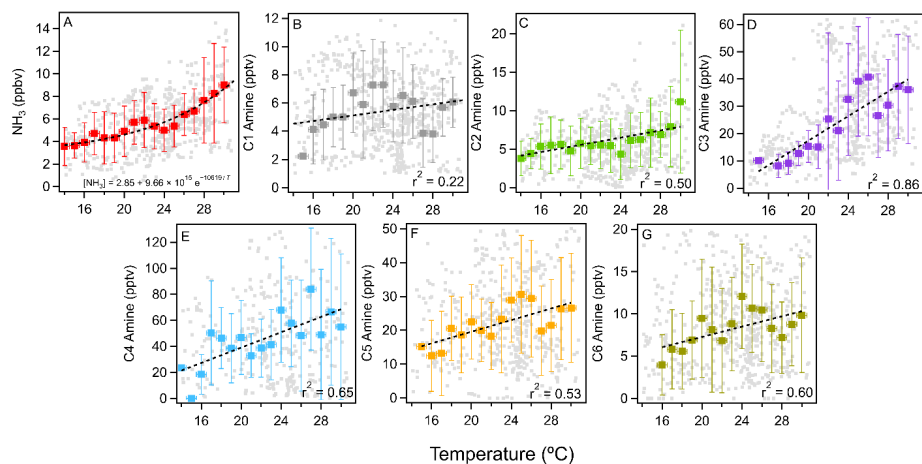 A
NH3 (pptv)
14
12
10
8
6
4
2
0
[NH3] = 2.85 + 9.66 × 10^15 e^−10619/T
16 20 24 28
B
C1 Amine (pptv)
12
10
8
6
4
2
0
r² = 0.22
16 20 24 28
C
C2 Amine (pptv)
20
15
10
5
0
r² = 0.50
16 20 24 28
D
C3 Amine (pptv)
60
50
40
30
20
10
0
r² = 0.86
16 20 24 28
E
C4 Amine (pptv)
120
100
80
60
40
20
0
r² = 0.65
16 20 24 28
F
C5 Amine (pptv)
50
40
30
20
10
0
r² = 0.53
16 20 24 28
G
C6 Amine (pptv)
20
15
10
5
0
r² = 0.60
16 20 24 28
Temperature (ºC)